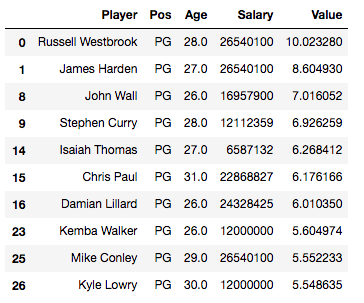 Player Pos Age Salary Value
0 Russell Westbrook PG 28.0 26540100 10.023280
1 James Harden PG 27.0 26540100 8.604930
8 John Wall PG 26.0 16957900 7.016052
9 Stephen Curry PG 28.0 12112359 6.926259
14 Isaiah Thomas PG 27.0 6587132 6.268412
15 Chris Paul PG 31.0 22868827 6.176166
16 Damian Lillard PG 26.0 24328425 6.010350
23 Kemba Walker PG 26.0 12000000 5.604974
25 Mike Conley PG 29.0 26540100 5.552233
26 Kyle Lowry PG 30.0 12000000 5.548635